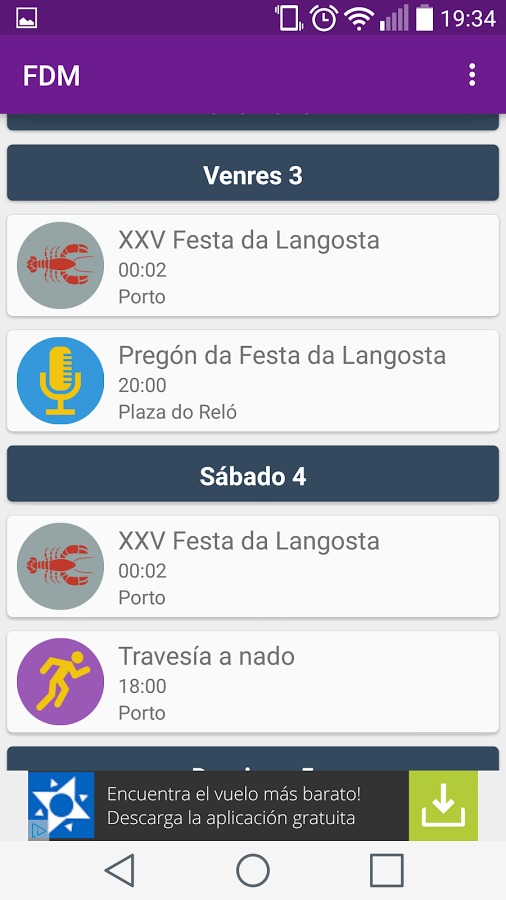 19:34
FDM
Venres 3
XXV Festa da Langosta
00:02
Porto
Pregón da Festa da Langosta
20:00
Plaza do Reló
Sábado 4
XXV Festa da Langosta
00:02
Porto
Travesía a nado
18:00
Porto
Encuentra el vuelo más barato!
Descarga la aplicación gratuita